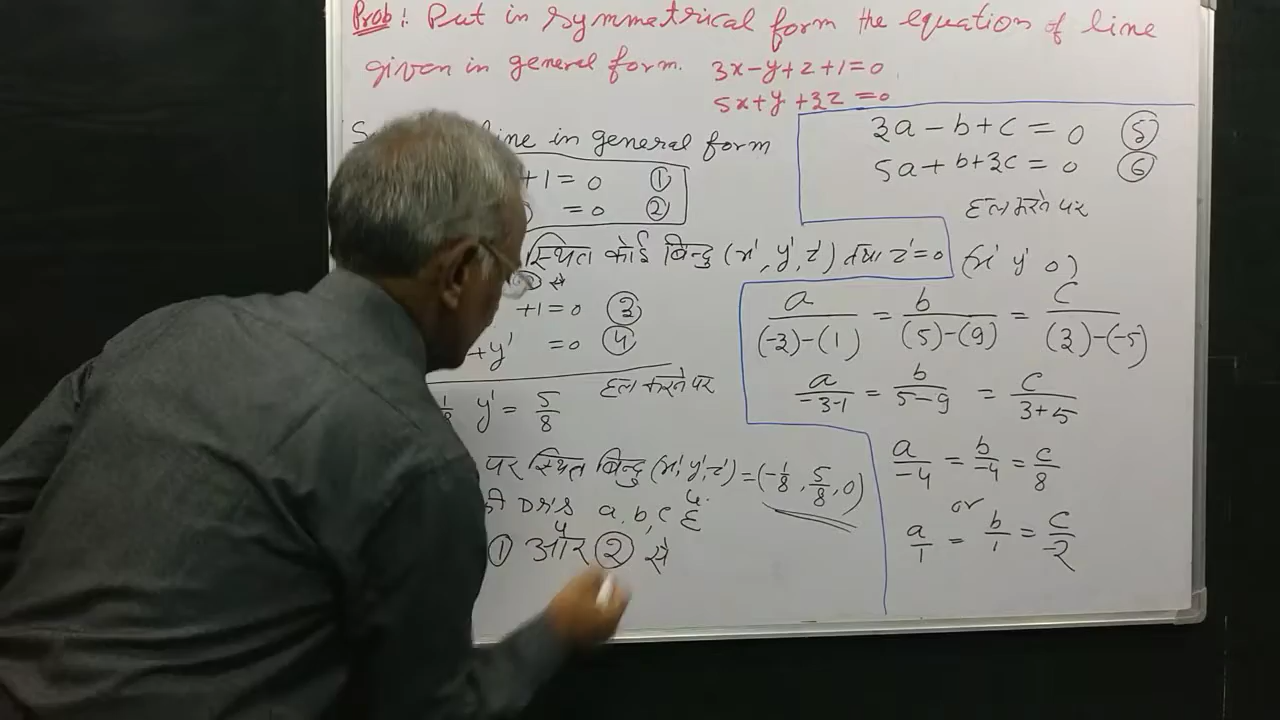 Prob:. Put in symmetrical form the equation of line
given in general form. 3x-y+z+1=0
5x+y+3z =0
line in general form
+1= 0 ①
=0 ②
स्थित कोई बिन्दु (x', y', z') तथा z'=0 (x' y' 0)
② से
+1=0 ③
+y' =0 ④
हल करने पर
y' = 5/8
पर स्थित बिन्दु (x', y', z') = (-1/8, 5/8, 0)
DR'S a, b, c हैं
① और ② से
3a - b + c = 0 ⑤
5a + b + 3c = 0 ⑥
हल करने पर
a/(-3)-(1) = b/(5)-(9) = c/(3)-(-5)
a/-3-1 = b/5-9 = c/3+5
a/-4 = b/-4 = c/8
or
a/1 = b/1 = c/-2